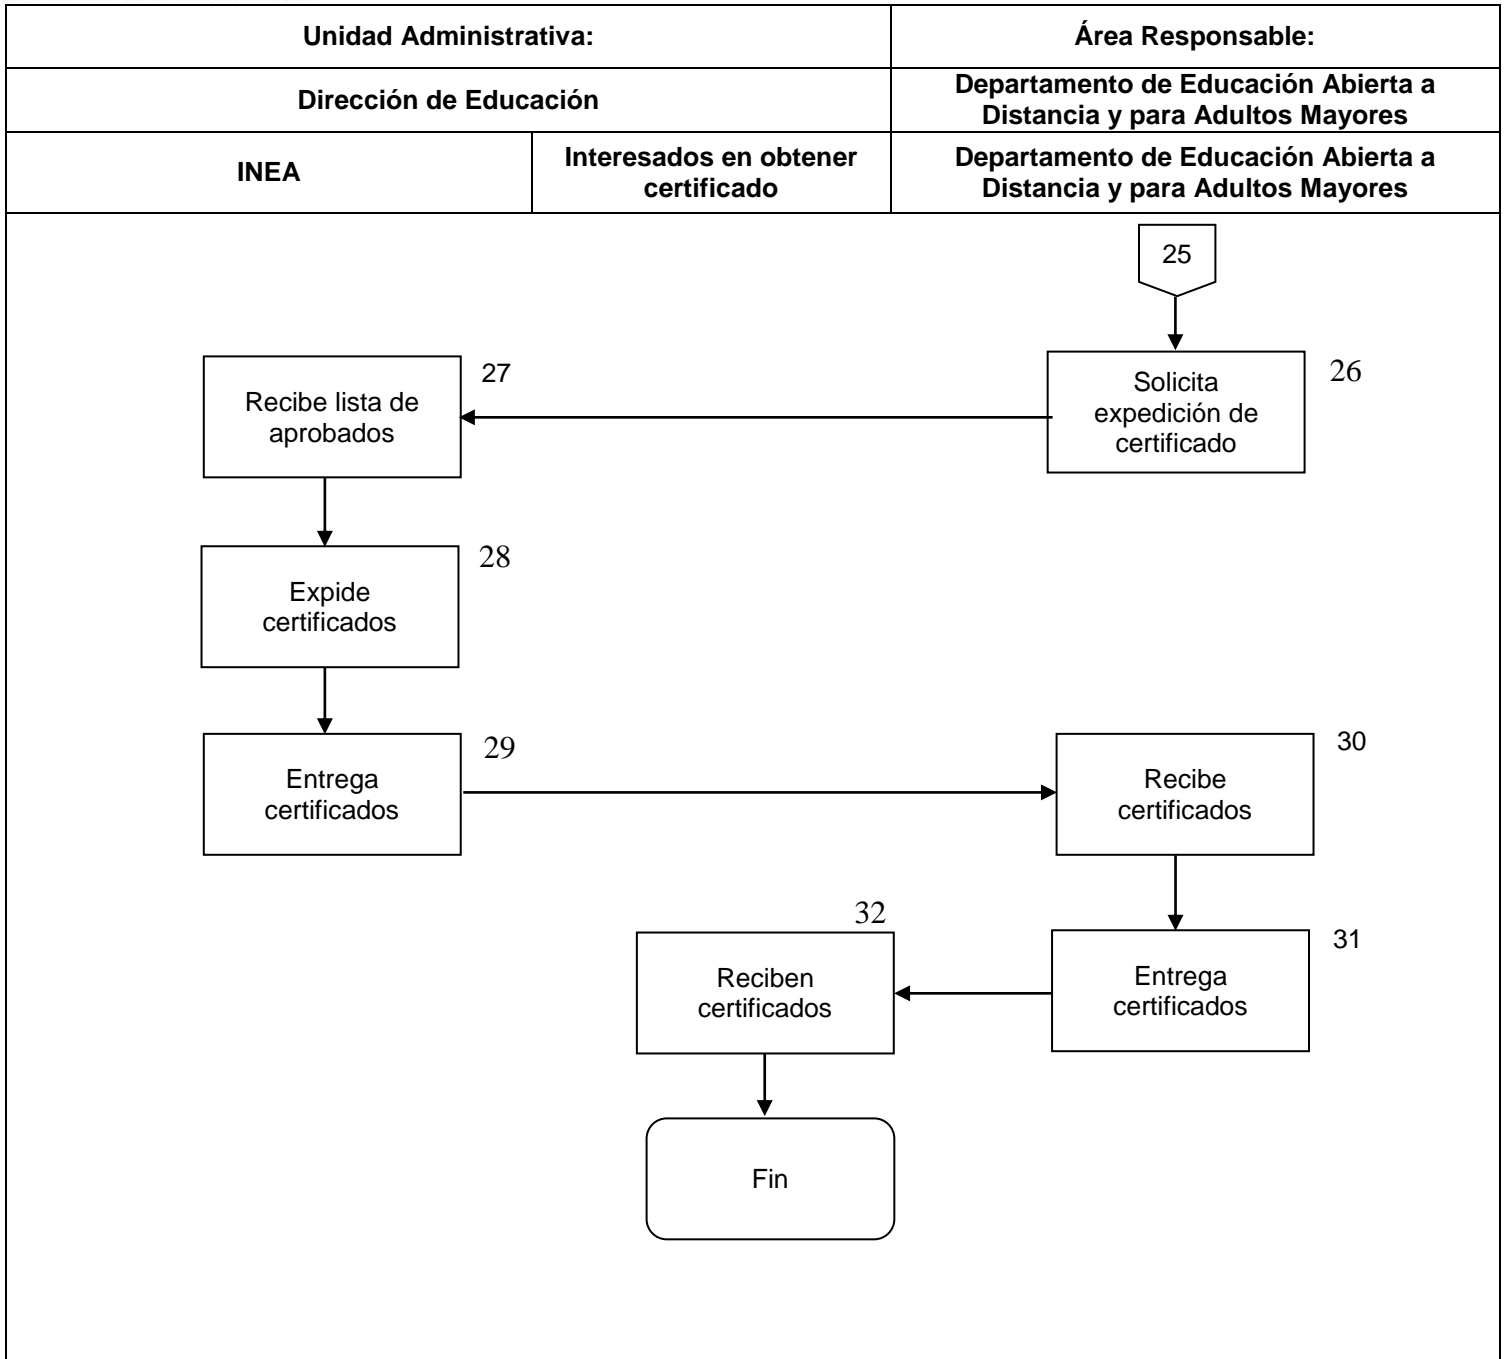 Unidad Administrativa:
Área Responsable:
Dirección de Educación
Departamento de Educación Abierta a
Distancia y para Adultos Mayores
INEA
Interesados en obtener
certificado
Departamento de Educación Abierta a
Distancia y para Adultos Mayores
25
26
Solicita
expedición de
certificado
27
Recibe lista de
aprobados
28
Expide
certificados
29
Entrega
certificados
30
Recibe
certificados
31
Entrega
certificados
32
Reciben
certificados
Fin